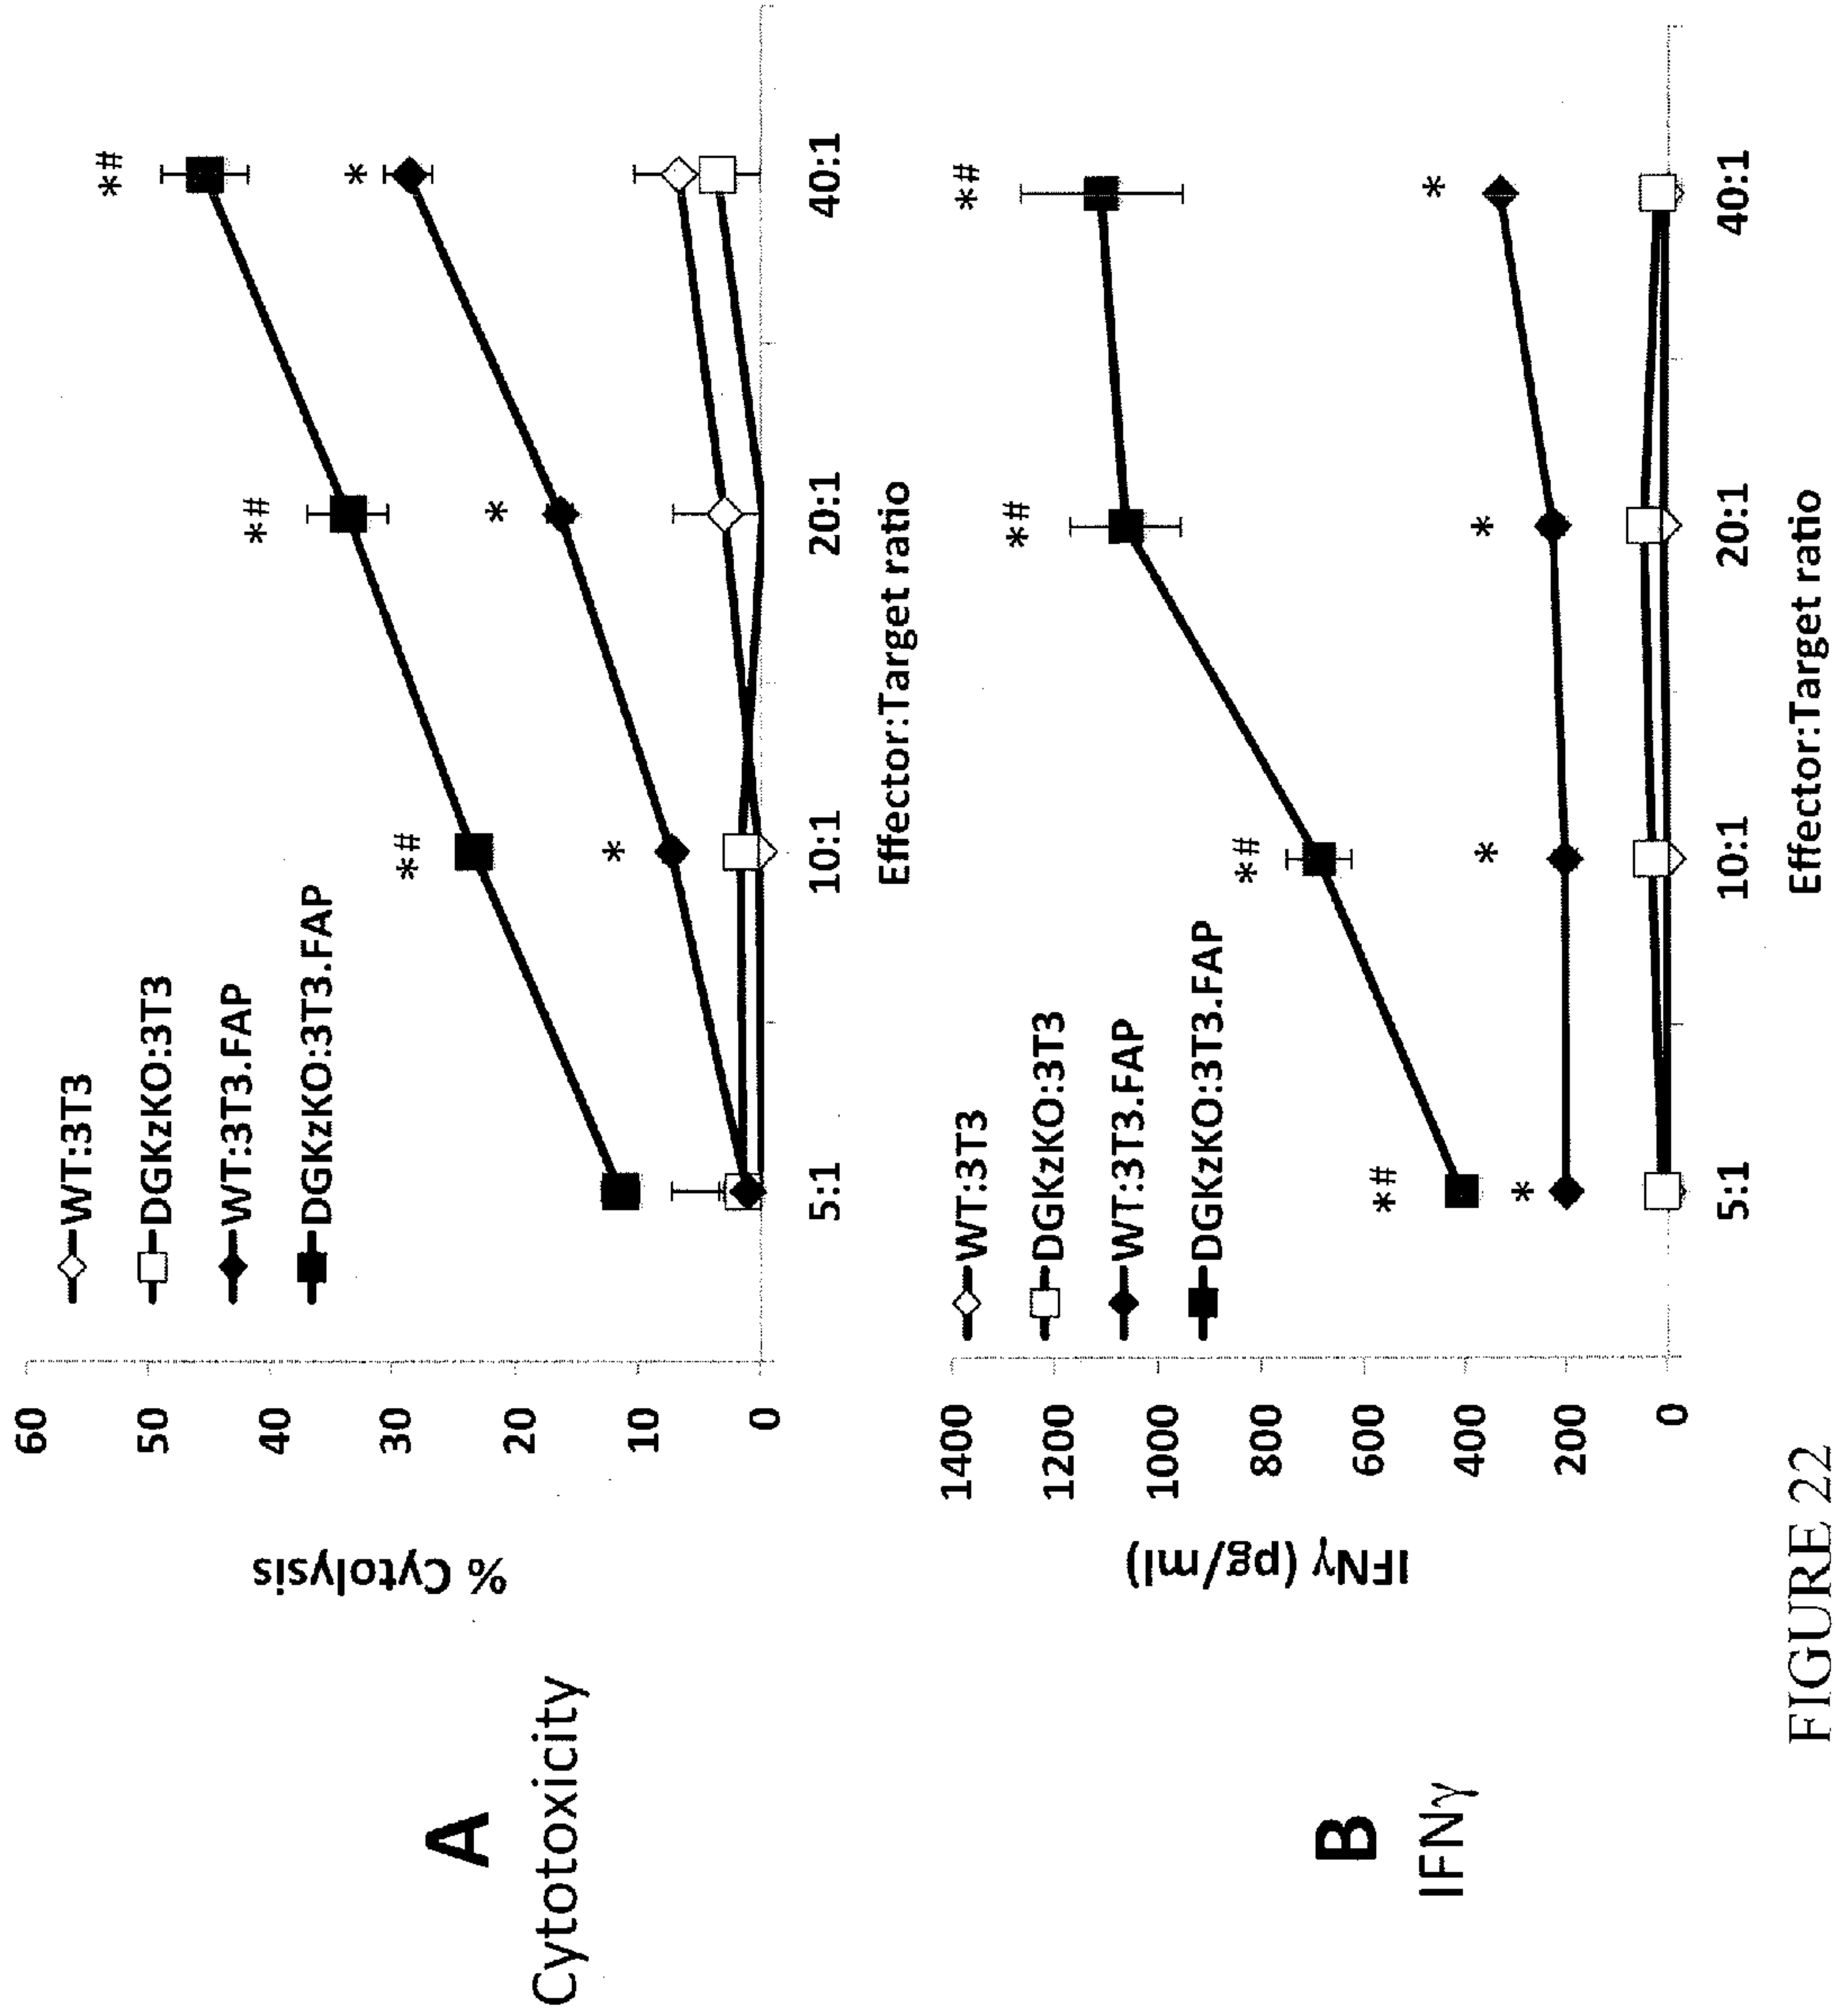 A
Cytotoxicity
% Cytolysis
60
50
40
30
20
10
0
WT:3T3
DGKzKO:3T3
WT:3T3.FAP
DGKzKO:3T3.FAP
*#
*
*#
*
*#
*
5:1 10:1 20:1 40:1
Effector:Target ratio
B
IFNγ
IFNγ (pg/ml)
1400
1200
1000
800
600
400
200
0
WT:3T3
DGKzKO:3T3
WT:3T3.FAP
DGKzKO:3T3.FAP
*#
*
*#
*
*#
*
*#
*
5:1 10:1 20:1 40:1
Effector:Target ratio
FIGURE 22